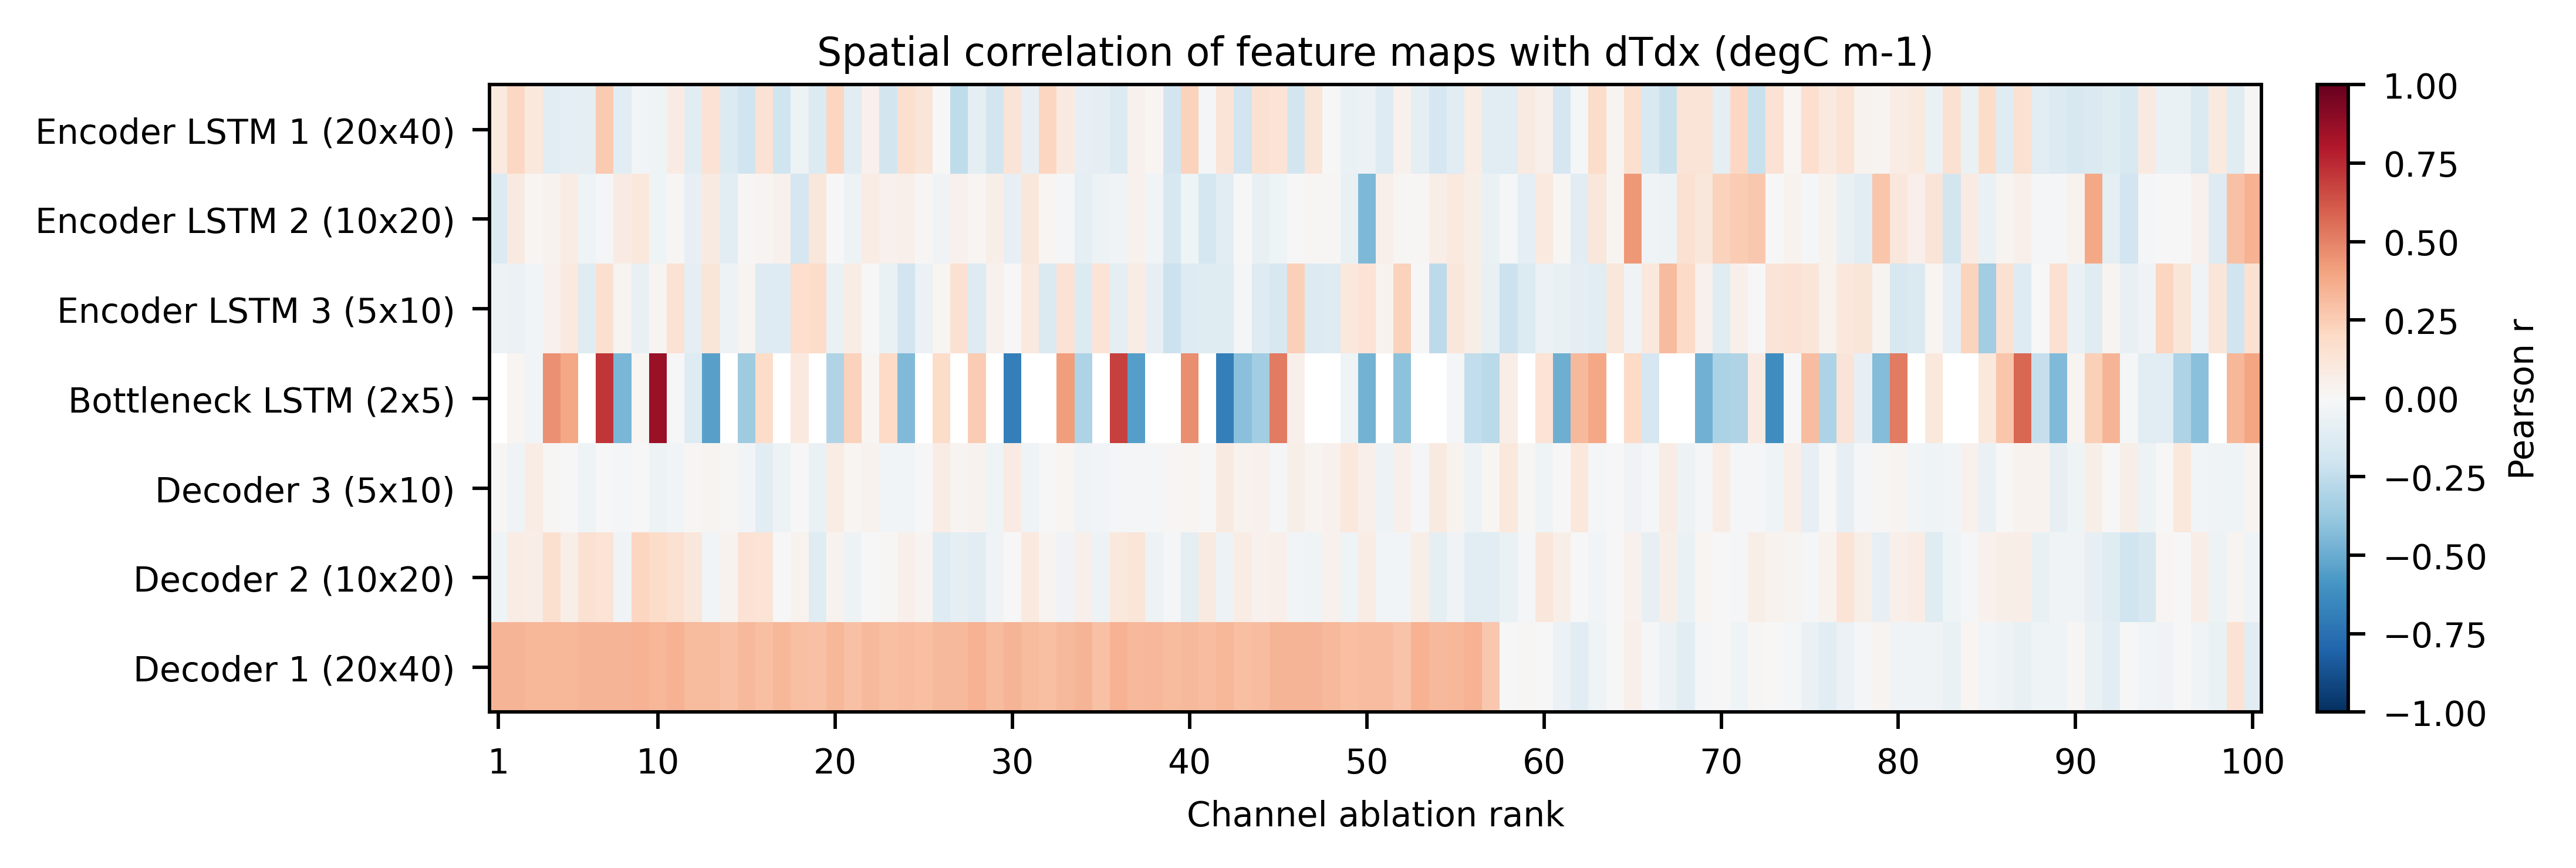 Spatial correlation of feature maps with dTdx (degC m-1)
Encoder LSTM 1 (20x40)
Encoder LSTM 2 (10x20)
Encoder LSTM 3 (5x10)
Bottleneck LSTM (2x5)
Decoder 3 (5x10)
Decoder 2 (10x20)
Decoder 1 (20x40)
1 10 20 30 40 50 60 70 80 90 100
Channel ablation rank
1.00
0.75
0.50
0.25
0.00
−0.25
−0.50
−0.75
−1.00
Pearson r